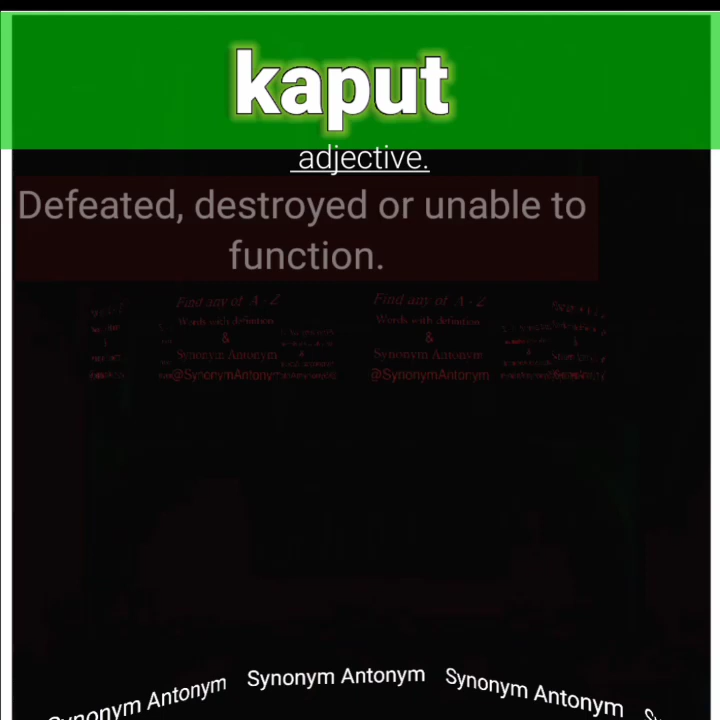 kaput
adjective.
Defeated, destroyed or unable to
function.
Find any of A - Z
Words with definition
&
Synonym Antonym
@SynonymAntonym
Find any of A - Z
Words with definition
&
Synonym Antonym
@SynonymAntonym
Synonym Antonym Synonym Antonym Synonym Antonym